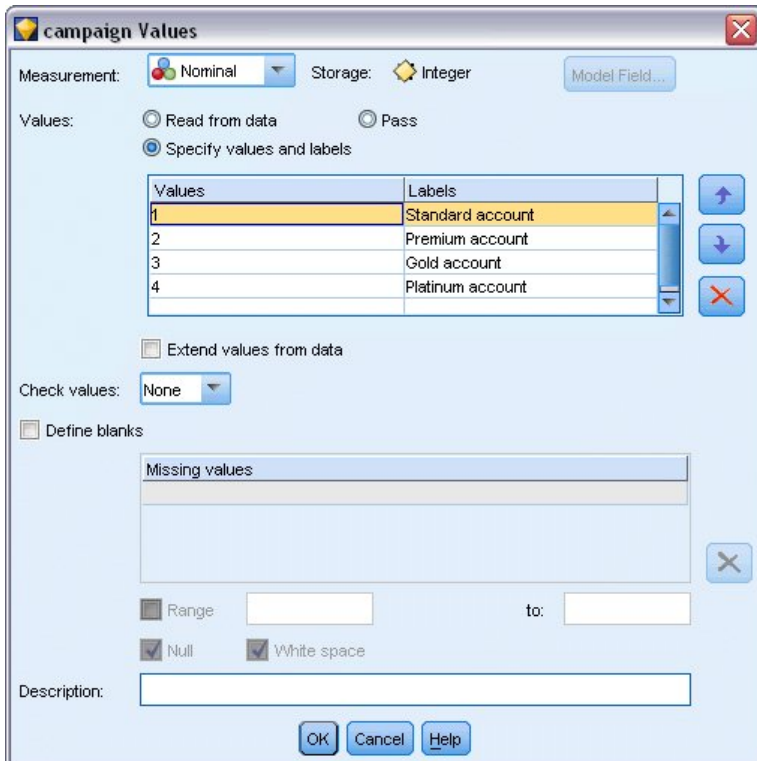 campaign Values
Measurement: Nominal Storage: Integer Model Field...
Values: Read from data Pass
Specify values and labels
Values Labels
1 Standard account
2 Premium account
3 Gold account
4 Platinum account
Extend values from data
Check values: None
Define blanks
Missing values
Range to:
Null White space
Description:
OK Cancel Help